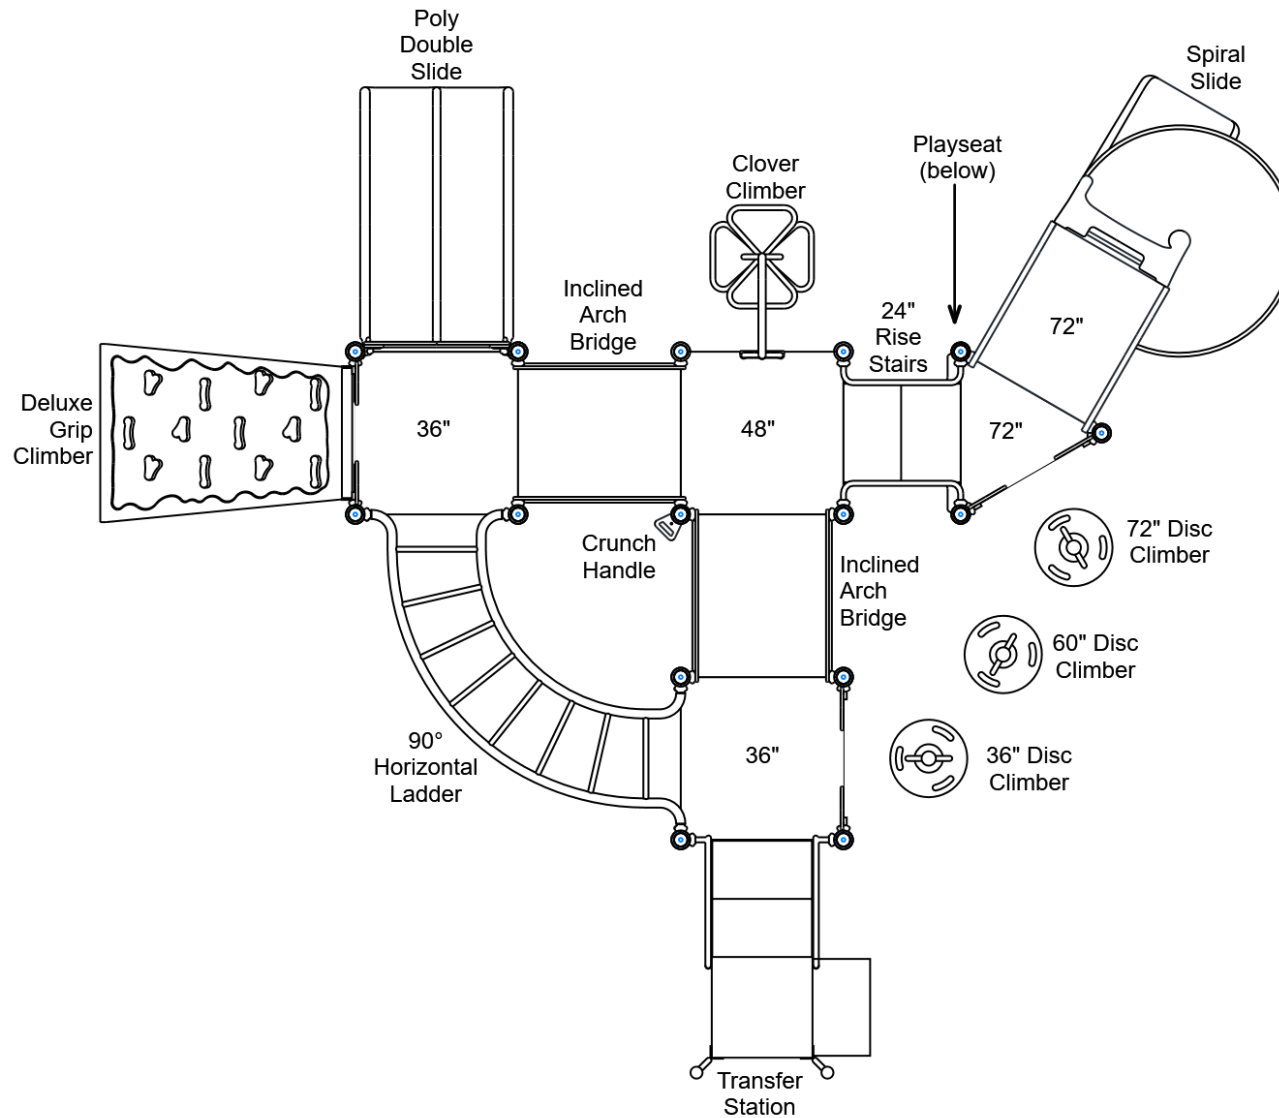 Poly
Double
Slide
Spiral
Slide
Playseat
(below)
Clover
Climber
Inclined
Arch
Bridge
24"
Rise
Stairs
72"
Deluxe
Grip
Climber
36"
48"
72"
Crunch
Handle
72" Disc
Climber
Inclined
Arch
Bridge
60" Disc
Climber
90°
Horizontal
Ladder
36"
36" Disc
Climber
Transfer
Station